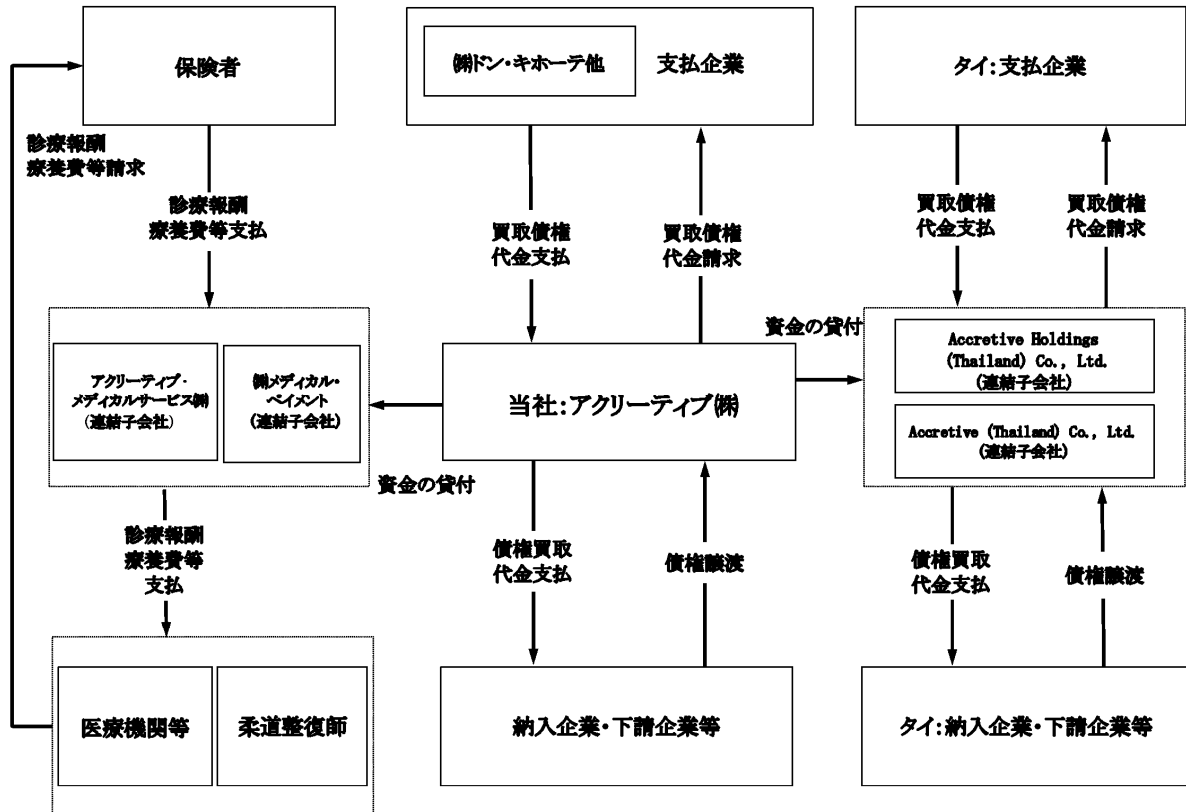 保険者
㈱ドン・キホーテ他
支払企業
タイ：支払企業
診療報酬
療養費等請求
診療報酬
療養費等支払
買取債権
代金支払
買取債権
代金請求
買取債権
代金支払
買取債権
代金請求
資金の貸付
アクリーティブ・
メディカルサービス㈱
（連結子会社）
㈱メディカル・
ペイメント
（連結子会社）
当社：アクリーティブ㈱
Accretive Holdings
(Thailand) Co., Ltd.
（連結子会社）
Accretive (Thailand) Co., Ltd.
（連結子会社）
資金の貸付
診療報酬
療養費等
支払
債権買取
代金支払
債権譲渡
債権買取
代金支払
債権譲渡
医療機関等
柔道整復師
納入企業・下請企業等
タイ：納入企業・下請企業等